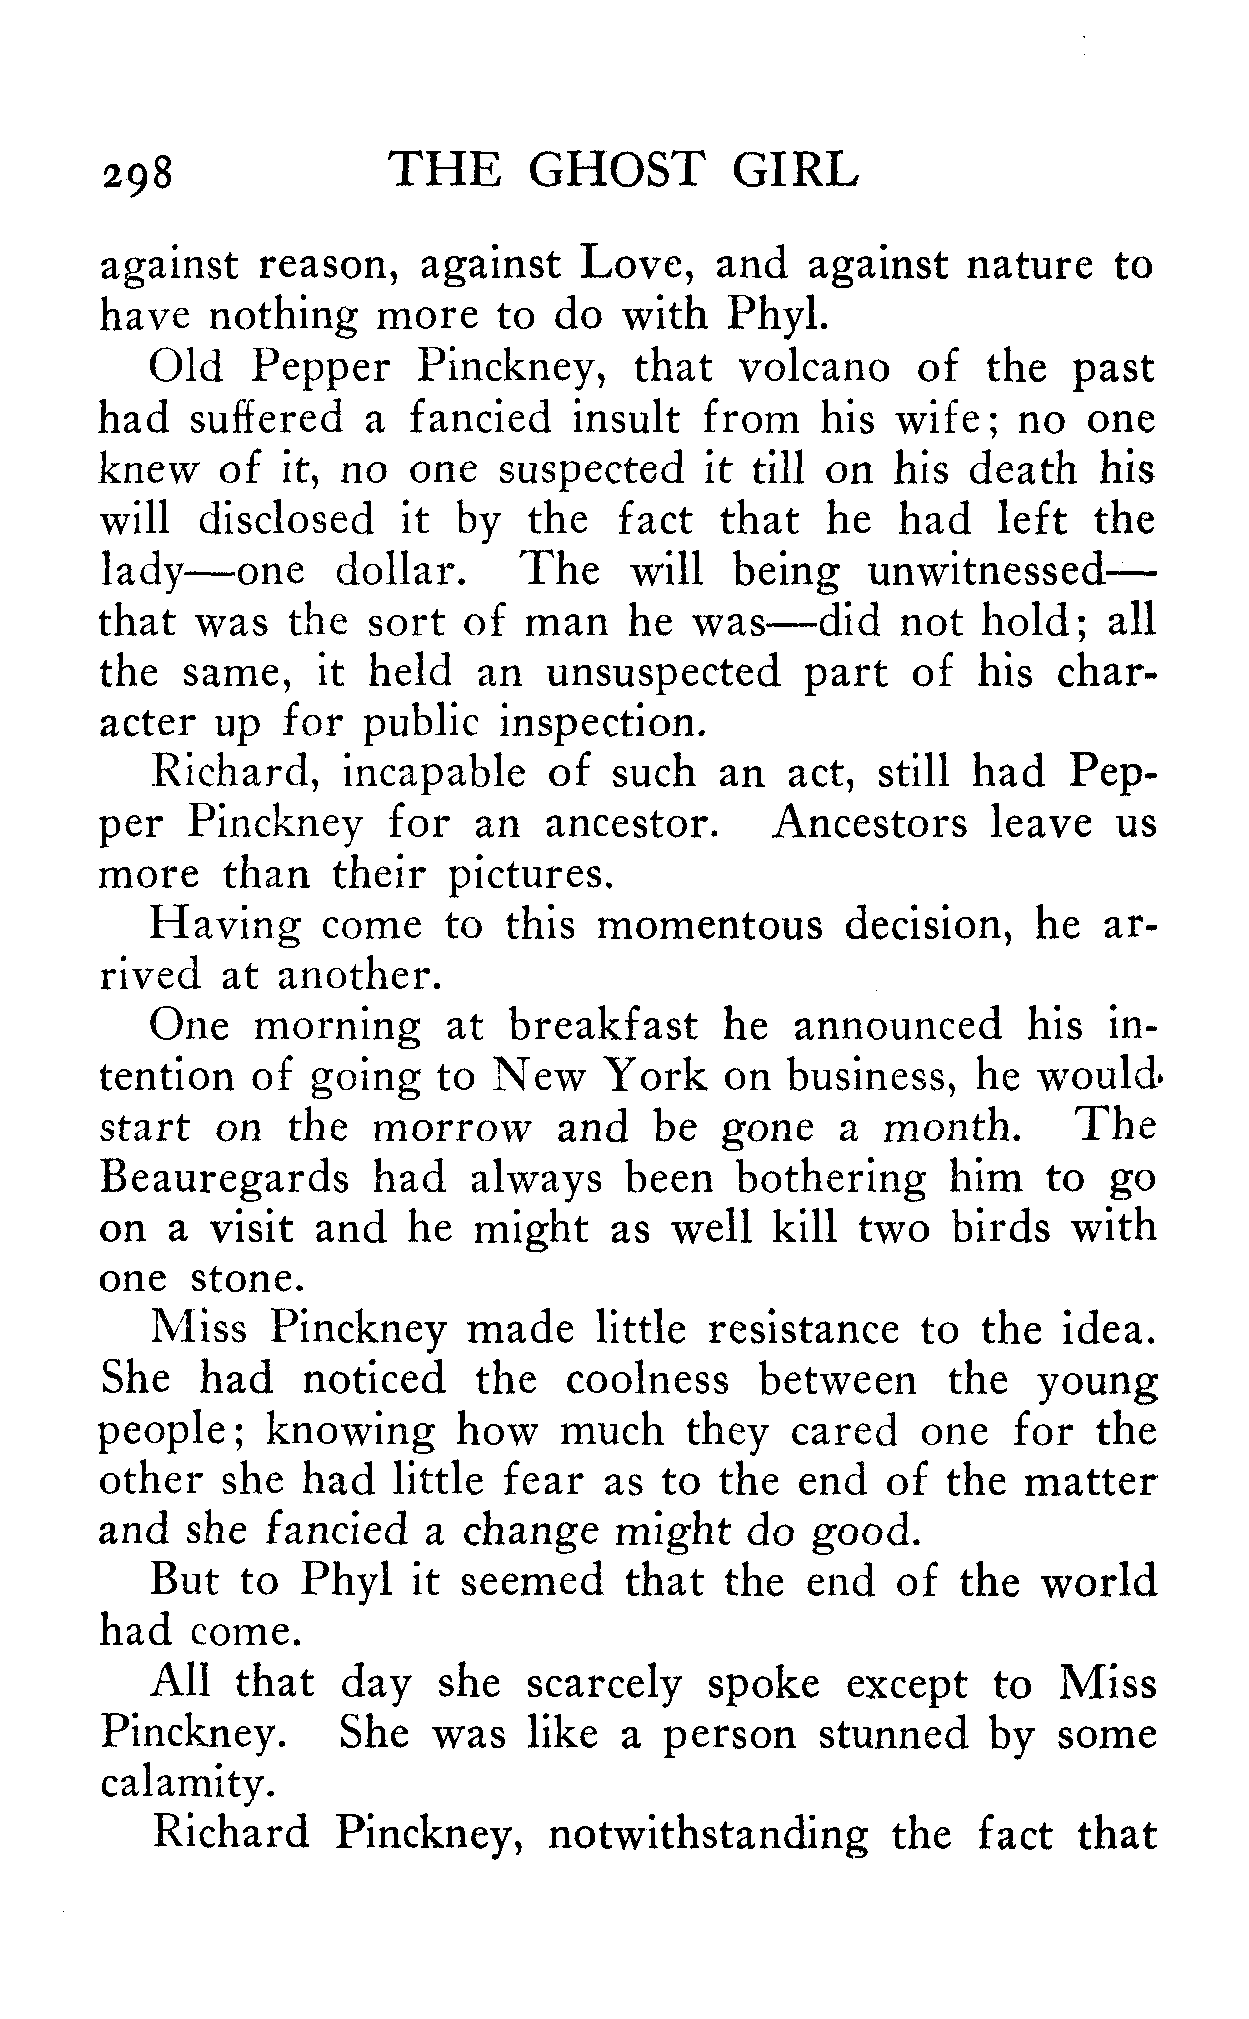 298 THE GHOST GIRL
against reason, against Love, and against nature to
have nothing more to do with Phyl.
Old Pepper Pinckney, that volcano of the past
had suffered a fancied insult from his wife; no one
knew of it, no one suspected it till on his death his
will disclosed it by the fact that he had left the
lady—one dollar. The will being unwitnessed—
that was the sort of man he was—did not hold; all
the same, it held an unsuspected part of his char-
acter up for public inspection.
Richard, incapable of such an act, still had Pep-
per Pinckney for an ancestor. Ancestors leave us
more than their pictures.
Having come to this momentous decision, he ar-
rived at another.
One morning at breakfast he announced his in-
tention of going to New York on business, he would
start on the morrow and be gone a month. The
Beauregards had always been bothering him to go
on a visit and he might as well kill two birds with
one stone.
Miss Pinckney made little resistance to the idea.
She had noticed the coolness between the young
people; knowing how much they cared one for the
other she had little fear as to the end of the matter
and she fancied a change might do good.
But to Phyl it seemed that the end of the world
had come.
All that day she scarcely spoke except to Miss
Pinckney. She was like a person stunned by some
calamity.
Richard Pinckney, notwithstanding the fact that